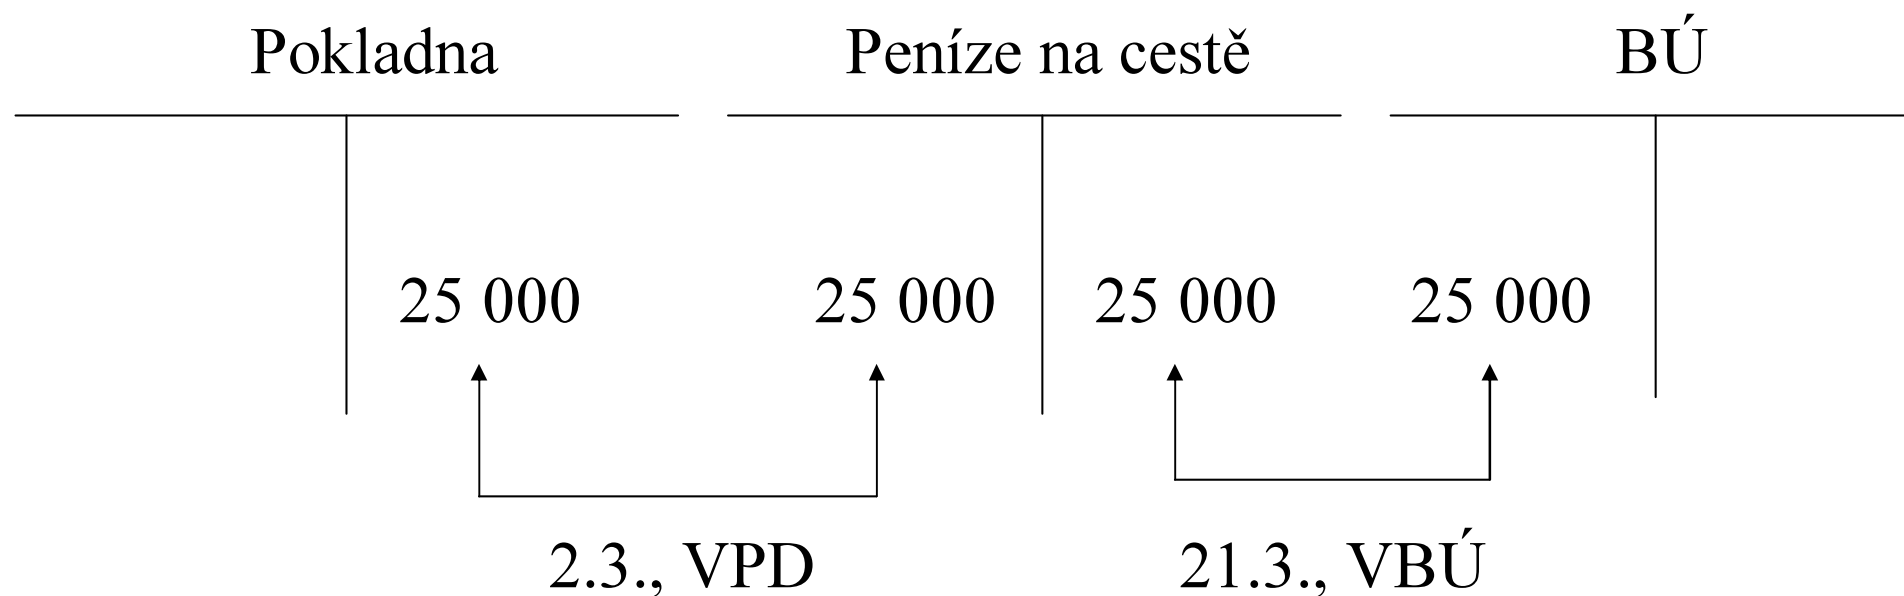 Pokladna Peníze na cestě BÚ
25 000 25 000 25 000 25 000
2.3., VPD 21.3., VBÚ